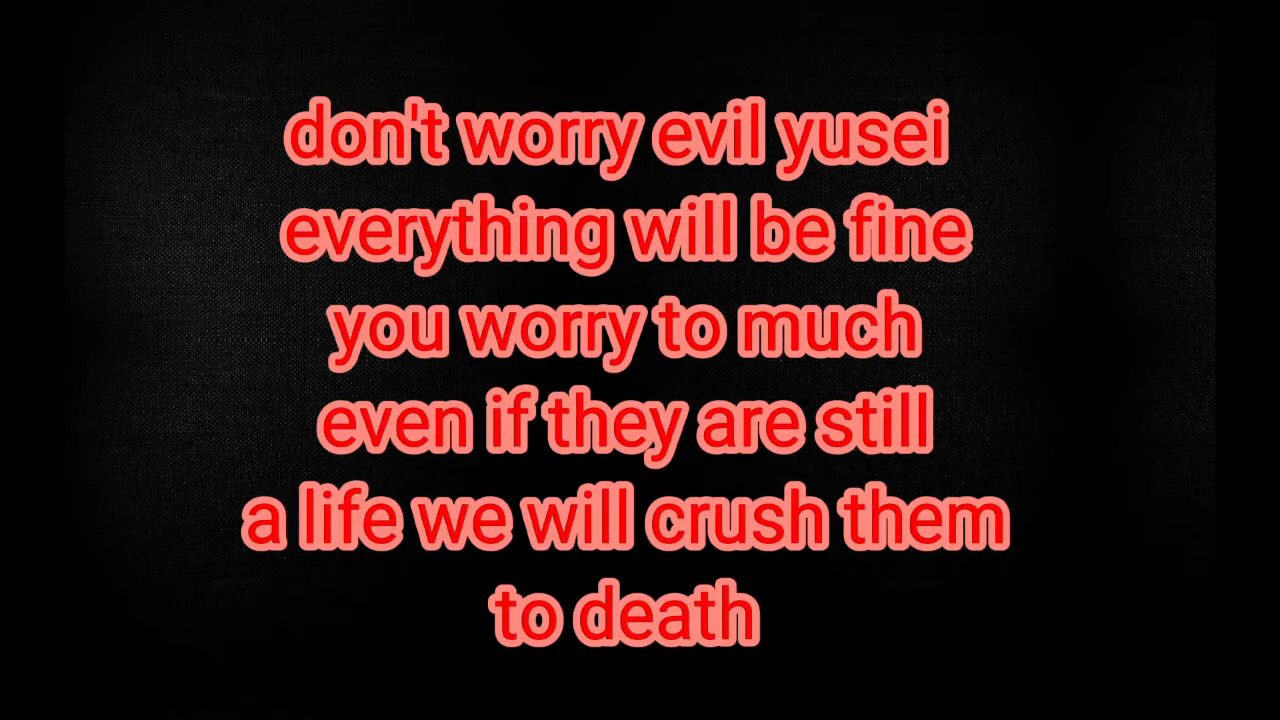 don't worry evil yusei
everything will be fine
you worry to much
even if they are still
a life we will crush them
to death